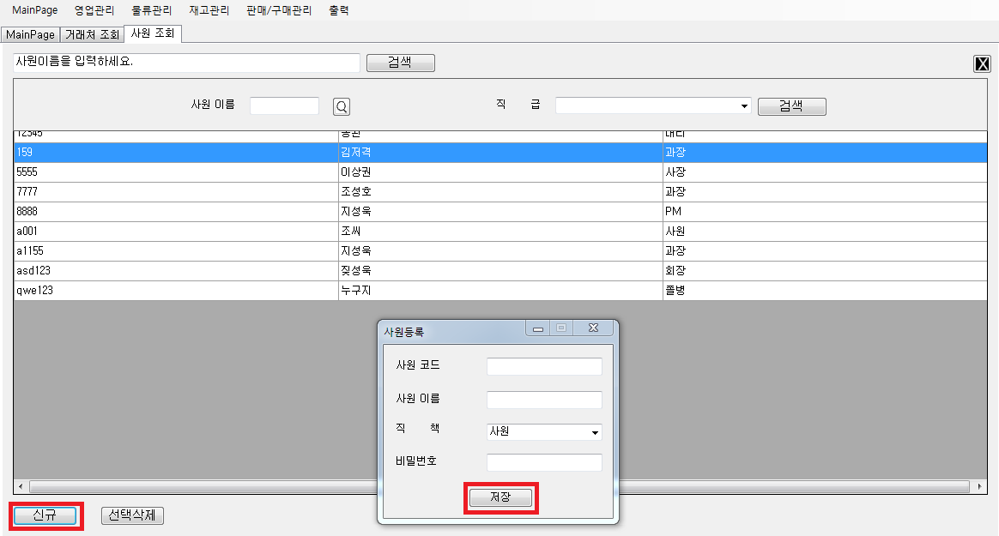 MainPage 영업관리 물류관리 재고관리 판매/구매관리 출력
MainPage 거래처 조회 사원 조회
사원이름을 입력하세요. 검색 X
사원 이름 직 급 검색
12345 대리
159 김저격 과장
5555 이상권 사장
7777 조성호 과장
8888 지성욱 PM
a001 조씨 사원
a1155 지성욱 과장
asd123 짖성욱 회장
qwe123 누구지 쫄병
사원등록
사원 코드
사원 이름
직 책 사원
비밀번호
저장
신규 선택삭제